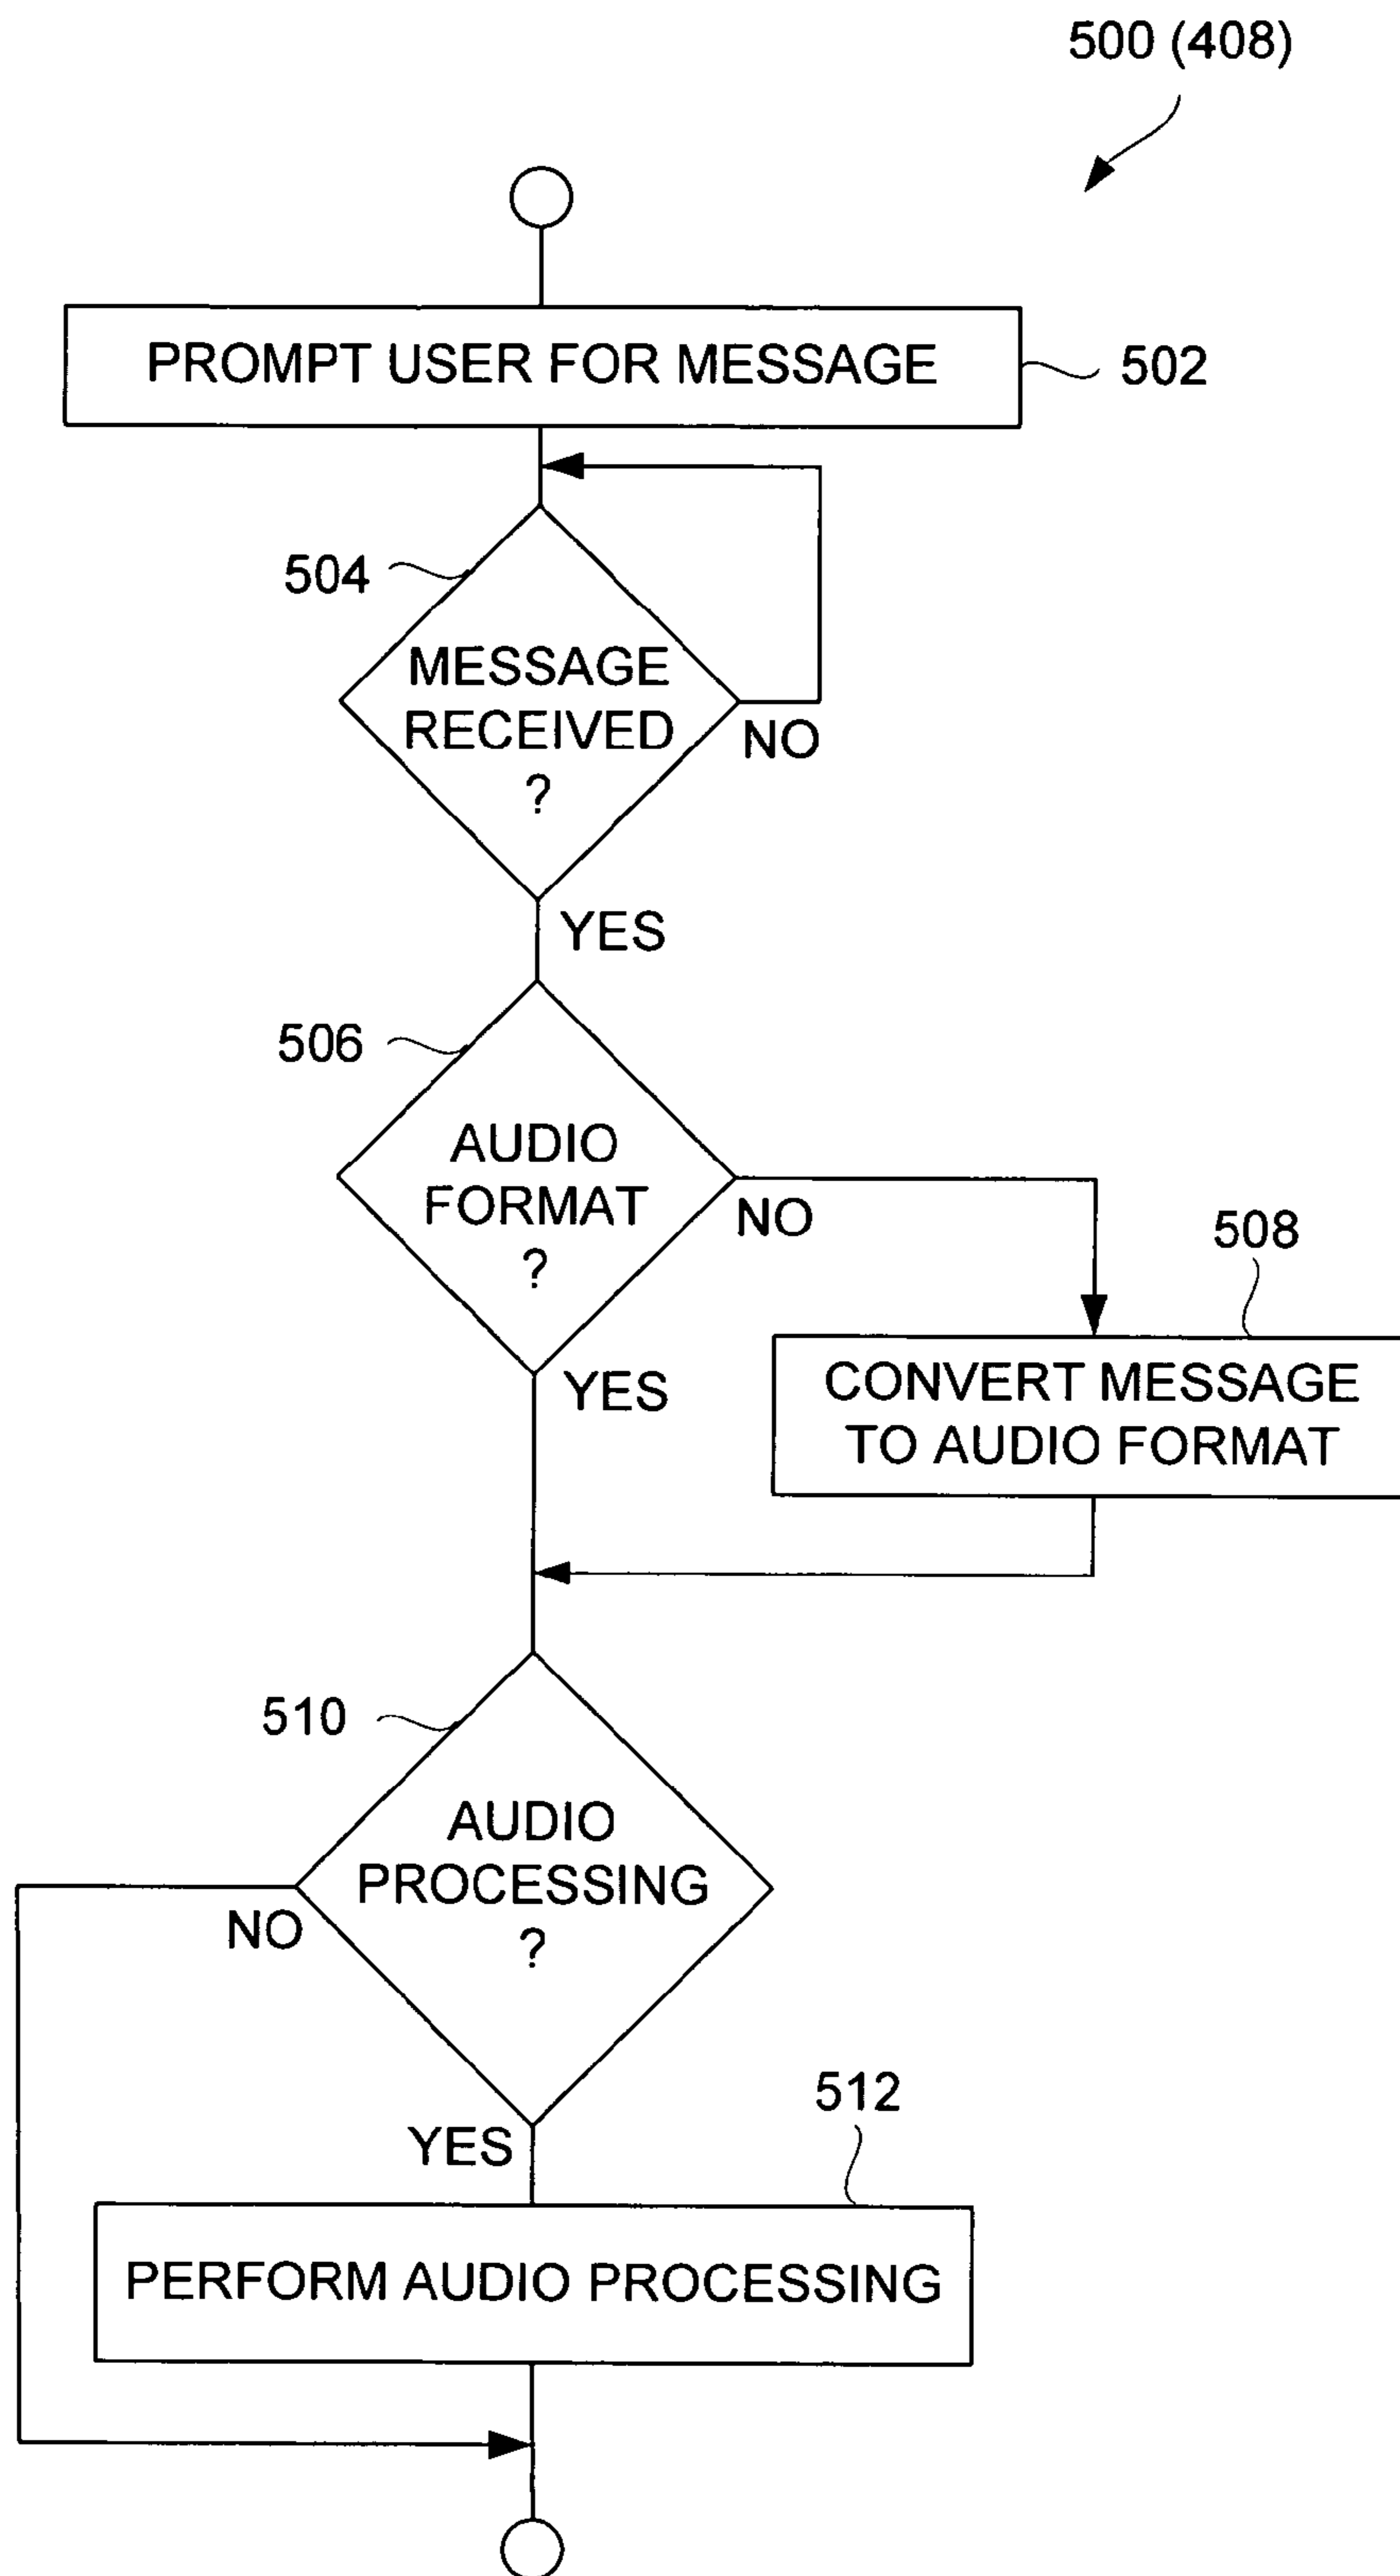 500 (408)
PROMPT USER FOR MESSAGE
502
504
MESSAGE
RECEIVED
?
NO
YES
506
AUDIO
FORMAT
?
NO
YES
508
CONVERT MESSAGE
TO AUDIO FORMAT
510
AUDIO
PROCESSING
?
NO
YES
512
PERFORM AUDIO PROCESSING